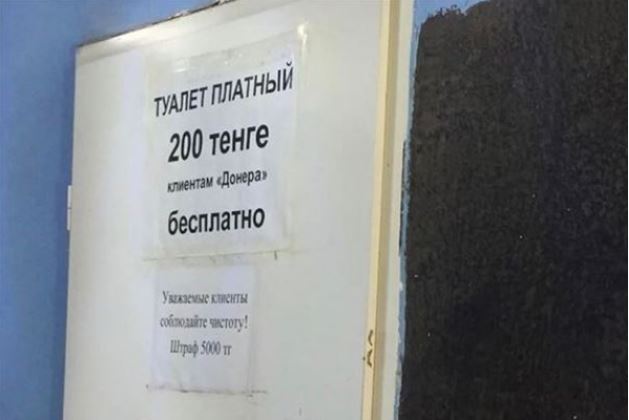 ТУАЛЕТ ПЛАТНЫЙ
200 тенге
клиентам «Донера»
бесплатно
Уважаемые клиенты
соблюдайте чистоту!
Штраф 5000 тг